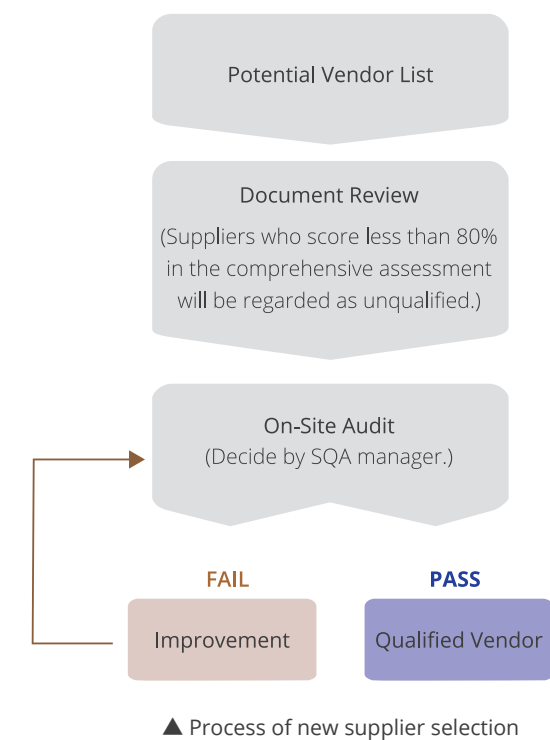 Potential Vendor List
Document Review
(Suppliers who score less than 80%
in the comprehensive assessment
will be regarded as unqualified.)
On-Site Audit
(Decide by SQA manager.)
FAIL
PASS
Improvement
Qualified Vendor
▲ Process of new supplier selection